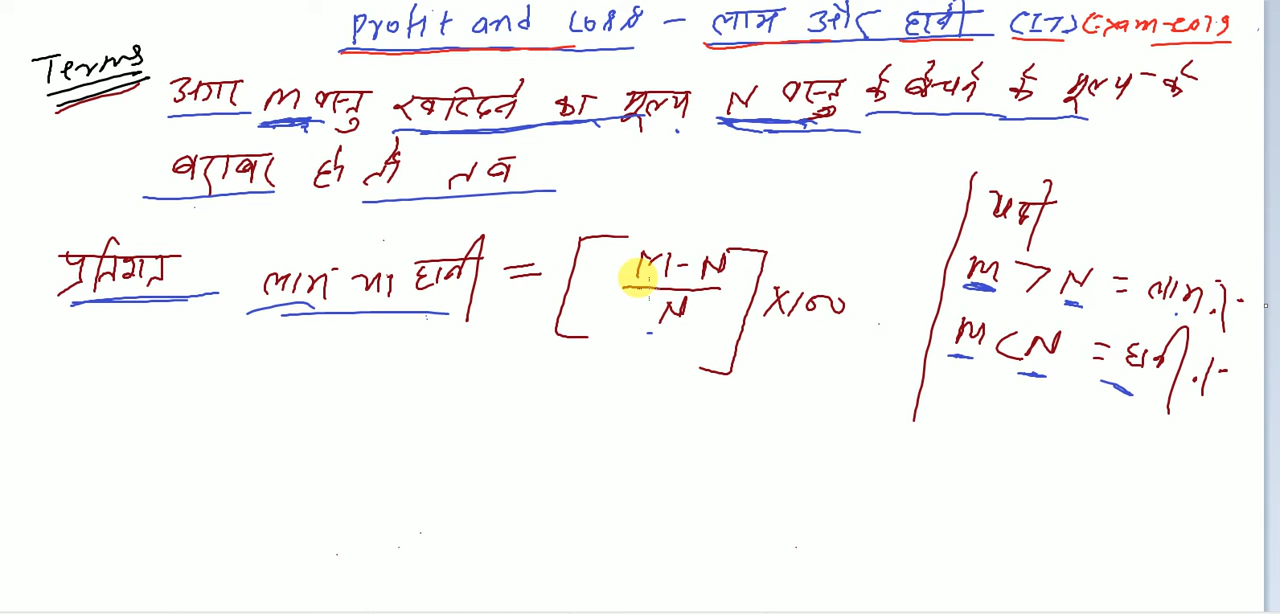 Profit and Loss - लाभ और हानी (ITI) Exam-2019
Terms
अगर m वस्तु खरिदने का मूल्य N वस्तु के बेचने के मूल्य के
बराबर हो तो तब
प्रतिशत लाभ या हानी = [M-N/N] X100
यदी
m > N = लाभ %
m < N = हानी %